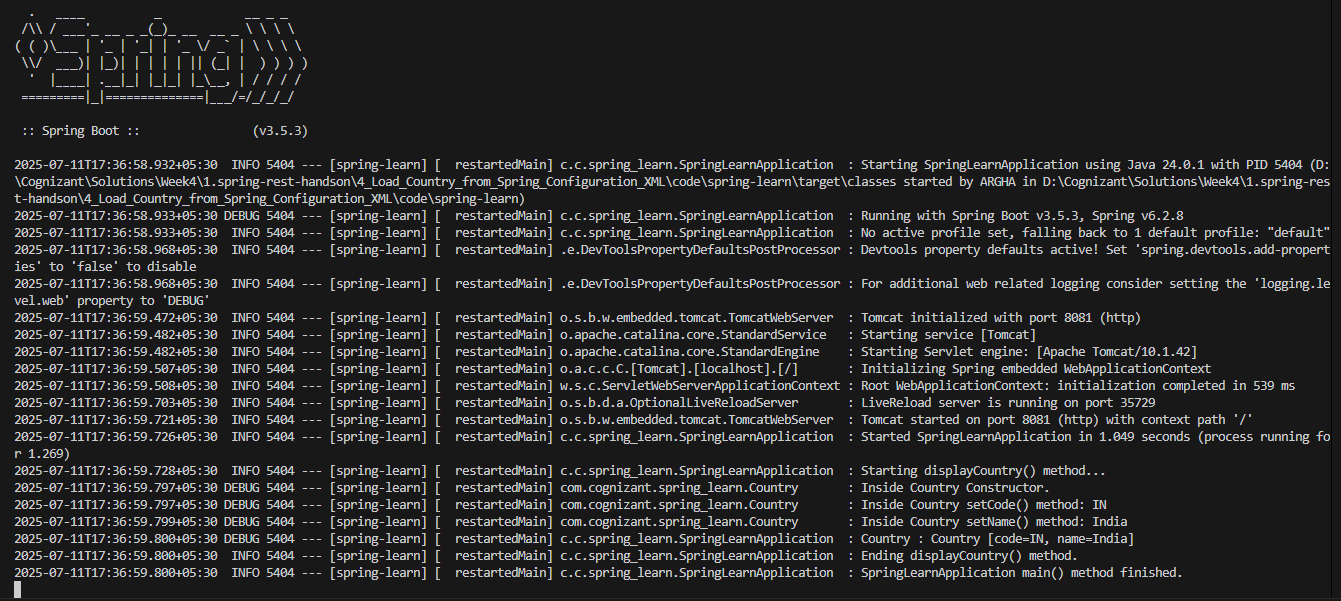 .   ____          _            __ _ _
 /\\ / ___'_ __ _ _(_)_ __  __ _ \ \ \ \
( ( )\___ | '_ | '_| | '_ \/ _` | \ \ \ \
 \\/  ___)| |_)| | | | | || (_| |  ) ) ) )
  '  |____| .__|_| |_|_| |_\__, | / / / /
 =========|_|==============|___/=/_/_/_/
 :: Spring Boot ::                (v3.5.3)
2025-07-11T17:36:58.932+05:30  INFO 5404 --- [spring-learn] [  restartedMain] c.c.spring_learn.SpringLearnApplication  : Starting SpringLearnApplication using Java 24.0.1 with PID 5404 (D:
\Cognizant\Solutions\Week4\1.spring-rest-handson\4_Load_Country_from_Spring_Configuration_XML\code\spring-learn\target\classes started by ARGHA in D:\Cognizant\Solutions\Week4\1.spring-res
t-handson\4_Load_Country_from_Spring_Configuration_XML\code\spring-learn)
2025-07-11T17:36:58.933+05:30 DEBUG 5404 --- [spring-learn] [  restartedMain] c.c.spring_learn.SpringLearnApplication  : Running with Spring Boot v3.5.3, Spring v6.2.8
2025-07-11T17:36:58.933+05:30  INFO 5404 --- [spring-learn] [  restartedMain] c.c.spring_learn.SpringLearnApplication  : No active profile set, falling back to 1 default profile: "default"
2025-07-11T17:36:58.968+05:30  INFO 5404 --- [spring-learn] [  restartedMain] .e.DevToolsPropertyDefaultsPostProcessor : Devtools property defaults active! Set 'spring.devtools.add-propert
ies' to 'false' to disable
2025-07-11T17:36:58.968+05:30  INFO 5404 --- [spring-learn] [  restartedMain] .e.DevToolsPropertyDefaultsPostProcessor : For additional web related logging consider setting the 'logging.le
vel.web' property to 'DEBUG'
2025-07-11T17:36:59.472+05:30  INFO 5404 --- [spring-learn] [  restartedMain] o.s.b.w.embedded.tomcat.TomcatWebServer  : Tomcat initialized with port 8081 (http)
2025-07-11T17:36:59.482+05:30  INFO 5404 --- [spring-learn] [  restartedMain] o.apache.catalina.core.StandardService   : Starting service [Tomcat]
2025-07-11T17:36:59.482+05:30  INFO 5404 --- [spring-learn] [  restartedMain] o.apache.catalina.core.StandardEngine    : Starting Servlet engine: [Apache Tomcat/10.1.42]
2025-07-11T17:36:59.507+05:30  INFO 5404 --- [spring-learn] [  restartedMain] o.a.c.c.C.[Tomcat].[localhost].[/]       : Initializing Spring embedded WebApplicationContext
2025-07-11T17:36:59.508+05:30  INFO 5404 --- [spring-learn] [  restartedMain] w.s.c.ServletWebServerApplicationContext : Root WebApplicationContext: initialization completed in 539 ms
2025-07-11T17:36:59.703+05:30  INFO 5404 --- [spring-learn] [  restartedMain] o.s.b.d.a.OptionalLiveReloadServer       : LiveReload server is running on port 35729
2025-07-11T17:36:59.721+05:30  INFO 5404 --- [spring-learn] [  restartedMain] o.s.b.w.embedded.tomcat.TomcatWebServer  : Tomcat started on port 8081 (http) with context path '/'
2025-07-11T17:36:59.726+05:30  INFO 5404 --- [spring-learn] [  restartedMain] c.c.spring_learn.SpringLearnApplication  : Started SpringLearnApplication in 1.049 seconds (process running fo
r 1.269)
2025-07-11T17:36:59.728+05:30  INFO 5404 --- [spring-learn] [  restartedMain] c.c.spring_learn.SpringLearnApplication  : Starting displayCountry() method...
2025-07-11T17:36:59.797+05:30 DEBUG 5404 --- [spring-learn] [  restartedMain] com.cognizant.spring_learn.Country       : Inside Country Constructor.
2025-07-11T17:36:59.797+05:30 DEBUG 5404 --- [spring-learn] [  restartedMain] com.cognizant.spring_learn.Country       : Inside Country setCode() method: IN
2025-07-11T17:36:59.799+05:30 DEBUG 5404 --- [spring-learn] [  restartedMain] com.cognizant.spring_learn.Country       : Inside Country setName() method: India
2025-07-11T17:36:59.800+05:30 DEBUG 5404 --- [spring-learn] [  restartedMain] c.c.spring_learn.SpringLearnApplication  : Country : Country [code=IN, name=India]
2025-07-11T17:36:59.800+05:30  INFO 5404 --- [spring-learn] [  restartedMain] c.c.spring_learn.SpringLearnApplication  : Ending displayCountry() method.
2025-07-11T17:36:59.800+05:30  INFO 5404 --- [spring-learn] [  restartedMain] c.c.spring_learn.SpringLearnApplication  : SpringLearnApplication main() method finished.